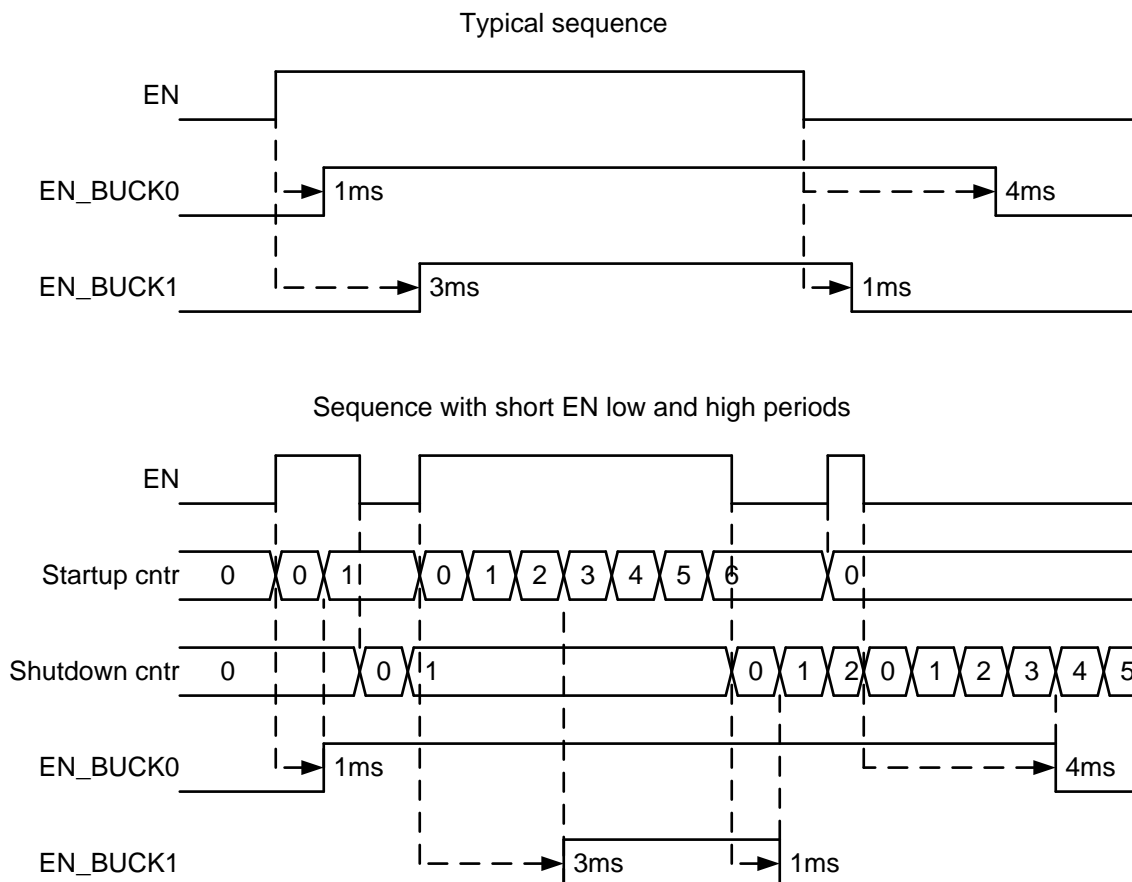 Typical sequence
EN
EN_BUCK0
1ms
4ms
EN_BUCK1
3ms
1ms
Sequence with short EN low and high periods
EN
Startup cntr 0 0 1 0 1 2 3 4 5 6 0
Shutdown cntr 0 0 1 0 1 2 0 1 2 3 4 5
EN_BUCK0
1ms
4ms
EN_BUCK1
3ms
1ms